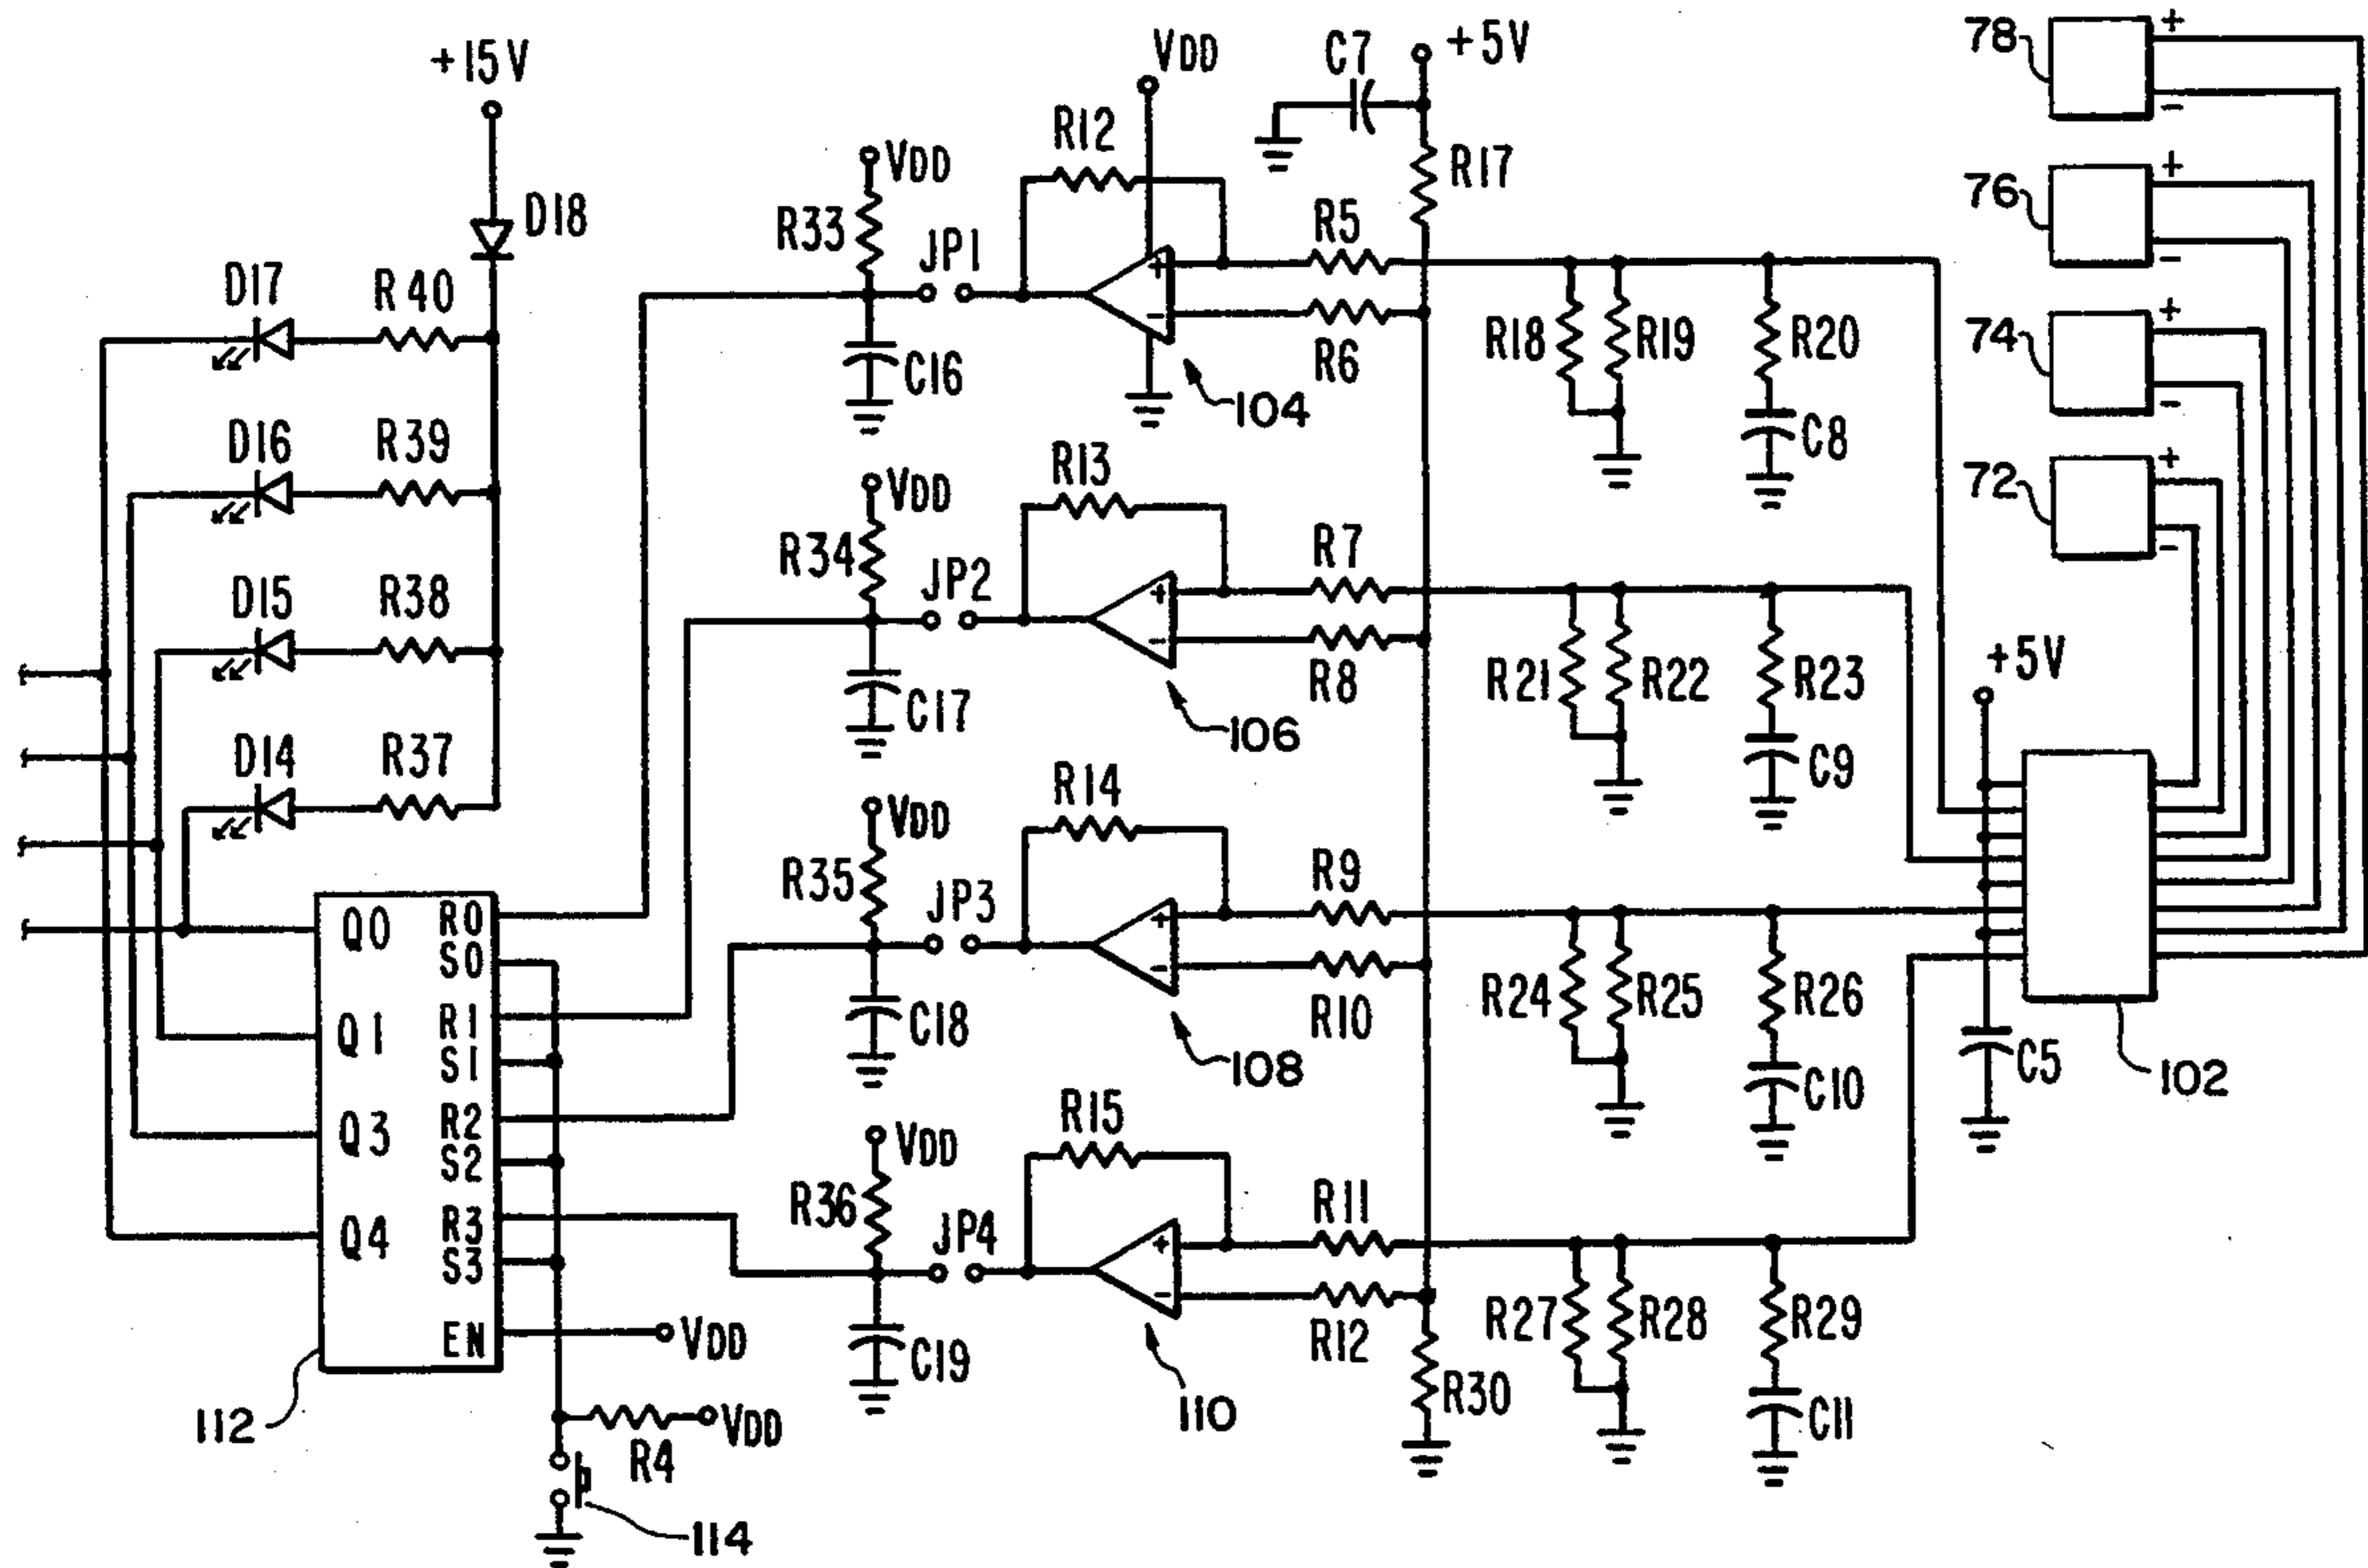 +15V
D18
D17
R40
D16
R39
D15
R38
D14
R37
Q0
Q1
Q3
Q4
R0
S0
R1
S1
R2
S2
R3
S3
EN
VDD
112
R4
VDD
114
VDD
R33
JP1
C16
VDD
R34
JP2
C17
VDD
R35
JP3
C18
VDD
R36
JP4
C19
VDD
R12
+
-
104
R13
+
-
106
R14
+
-
108
R15
+
-
110
C7
+5V
R17
R5
R6
R7
R8
R9
R10
R11
R12
R30
R18
R19
R20
C8
R21
R22
R23
C9
R24
R25
R26
C10
R27
R28
R29
C11
78
+
-
76
+
-
74
+
-
72
+
-
+5V
C5
102